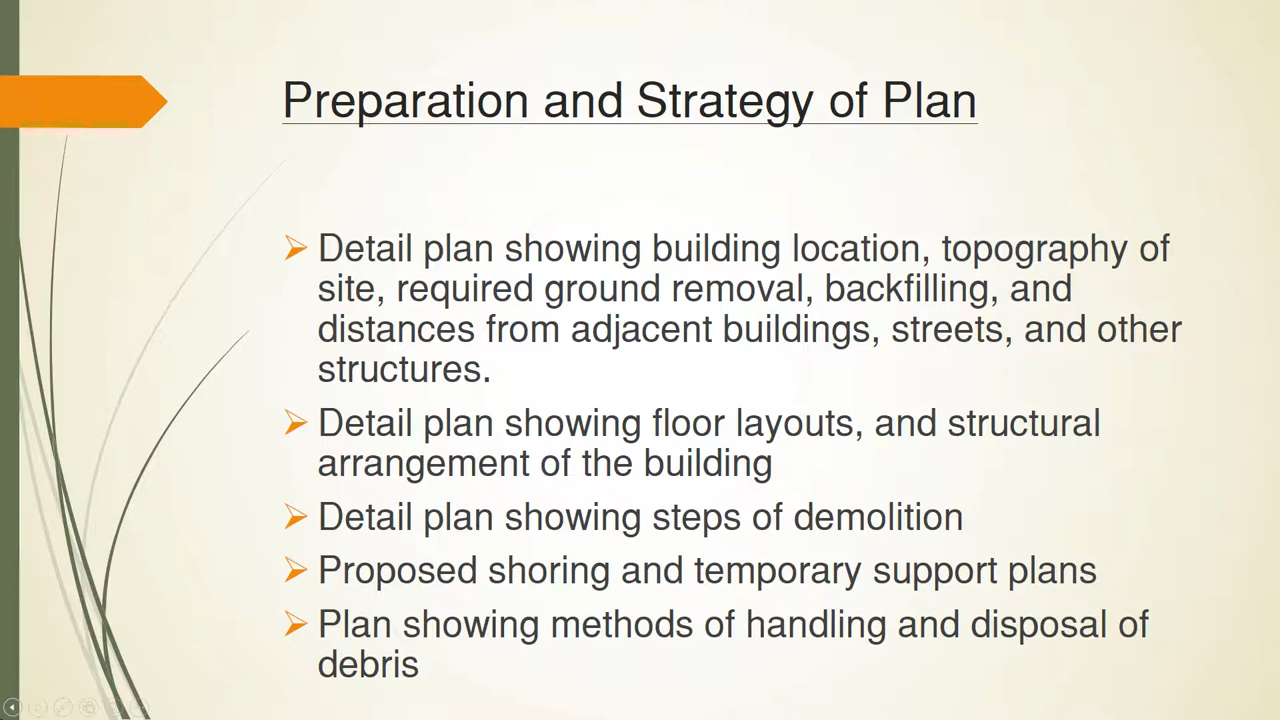 Preparation and Strategy of Plan
Detail plan showing building location, topography of
site, required ground removal, backfilling, and
distances from adjacent buildings, streets, and other
structures.
Detail plan showing floor layouts, and structural
arrangement of the building
Detail plan showing steps of demolition
Proposed shoring and temporary support plans
Plan showing methods of handling and disposal of
debris